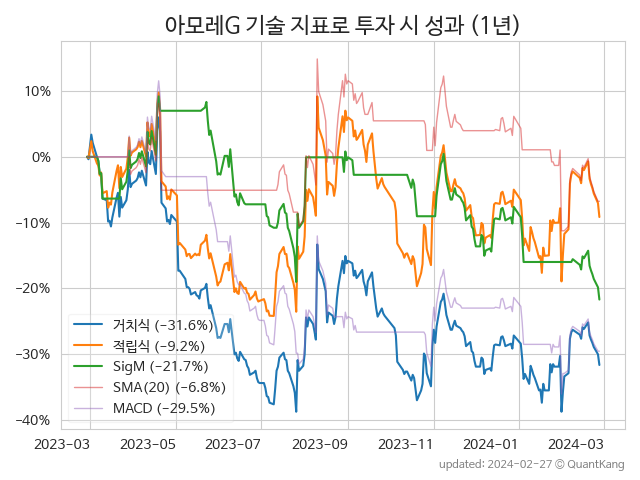 아모레G 기술 지표로 투자 시 성과 (1년)
10%
0%
−10%
−20%
−30%
−40%
거치식 (−31.6%)
적립식 (−9.2%)
SigM (−21.7%)
SMA(20) (−6.8%)
MACD (−29.5%)
2023−03 2023−05 2023−07 2023−09 2023−11 2024−01 2024−03
updated: 2024−02−27 ⓒ QuantKang